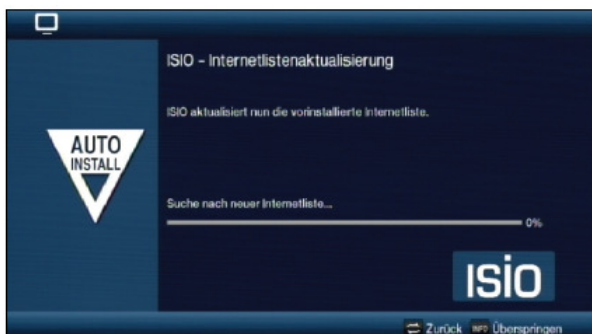 ISIO - Internetlistenaktualisierung
ISIO aktualisiert nun die vorinstallierte Internetliste.
AUTO
INSTALL
Suche nach neuer Internetliste...
0%
ISIO
Zurück INFO Überspringen